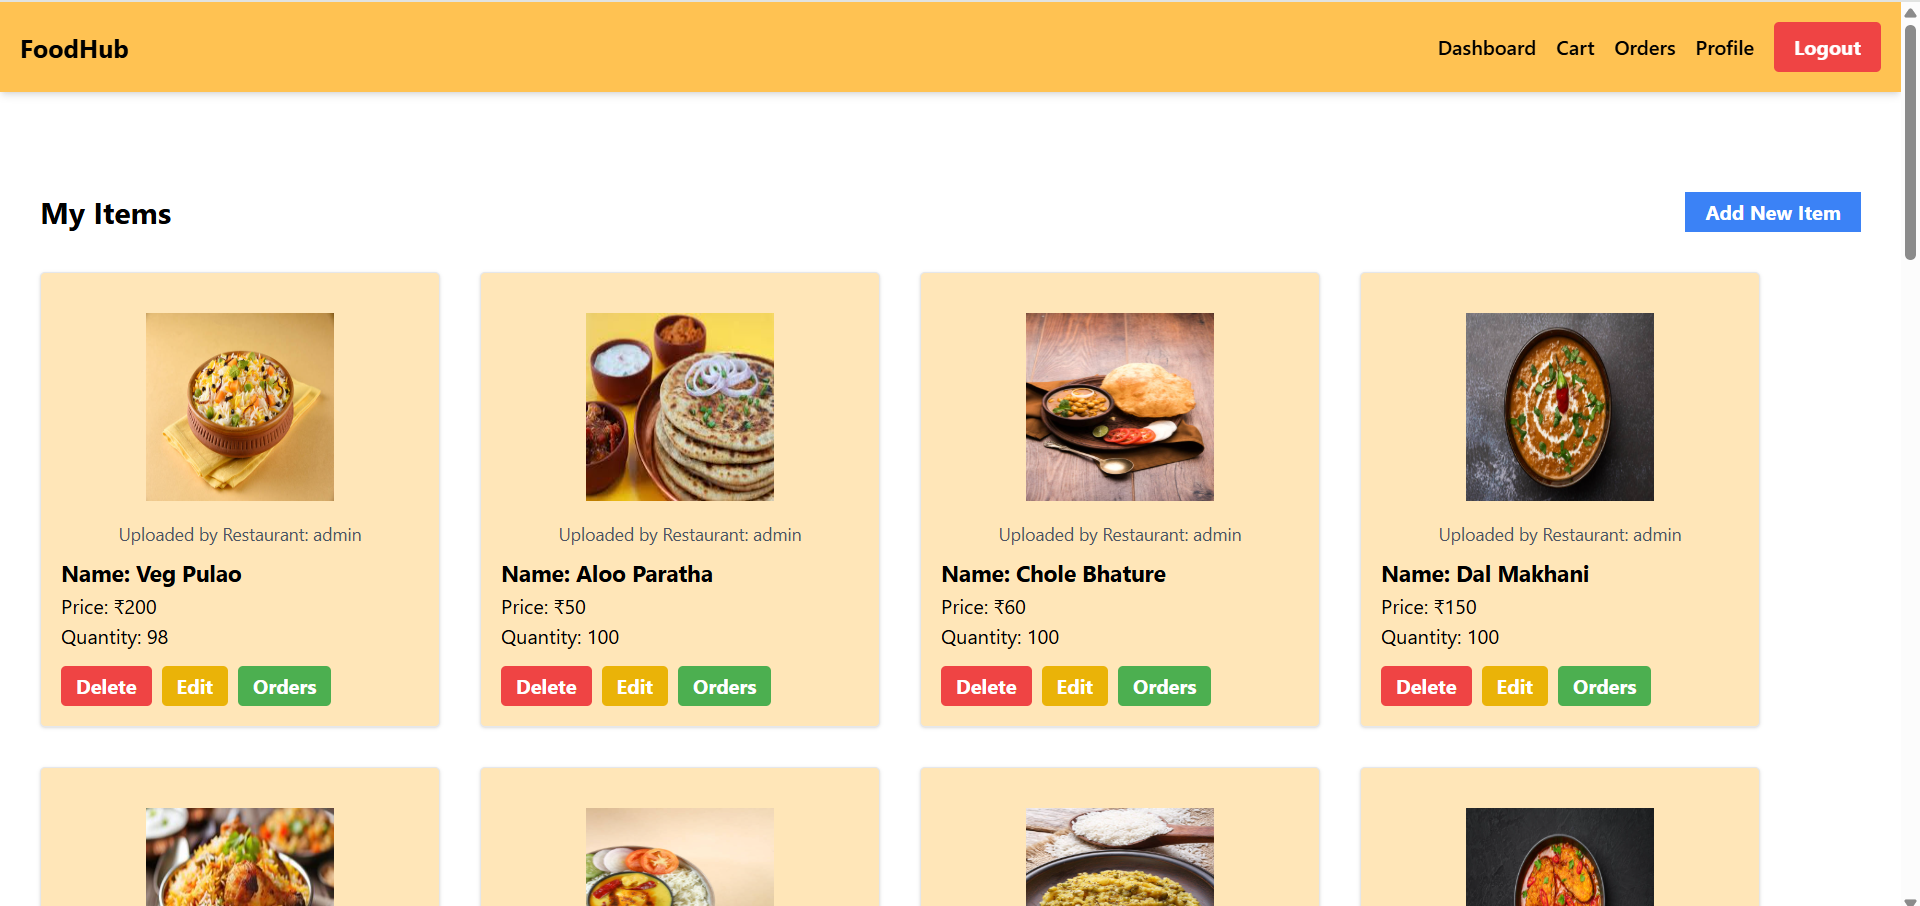 FoodHub
Dashboard Cart Orders Profile Logout
My Items
Add New Item
Uploaded by Restaurant: admin
Name: Veg Pulao
Price: ₹200
Quantity: 98
Delete Edit Orders
Uploaded by Restaurant: admin
Name: Aloo Paratha
Price: ₹50
Quantity: 100
Delete Edit Orders
Uploaded by Restaurant: admin
Name: Chole Bhature
Price: ₹60
Quantity: 100
Delete Edit Orders
Uploaded by Restaurant: admin
Name: Dal Makhani
Price: ₹150
Quantity: 100
Delete Edit Orders